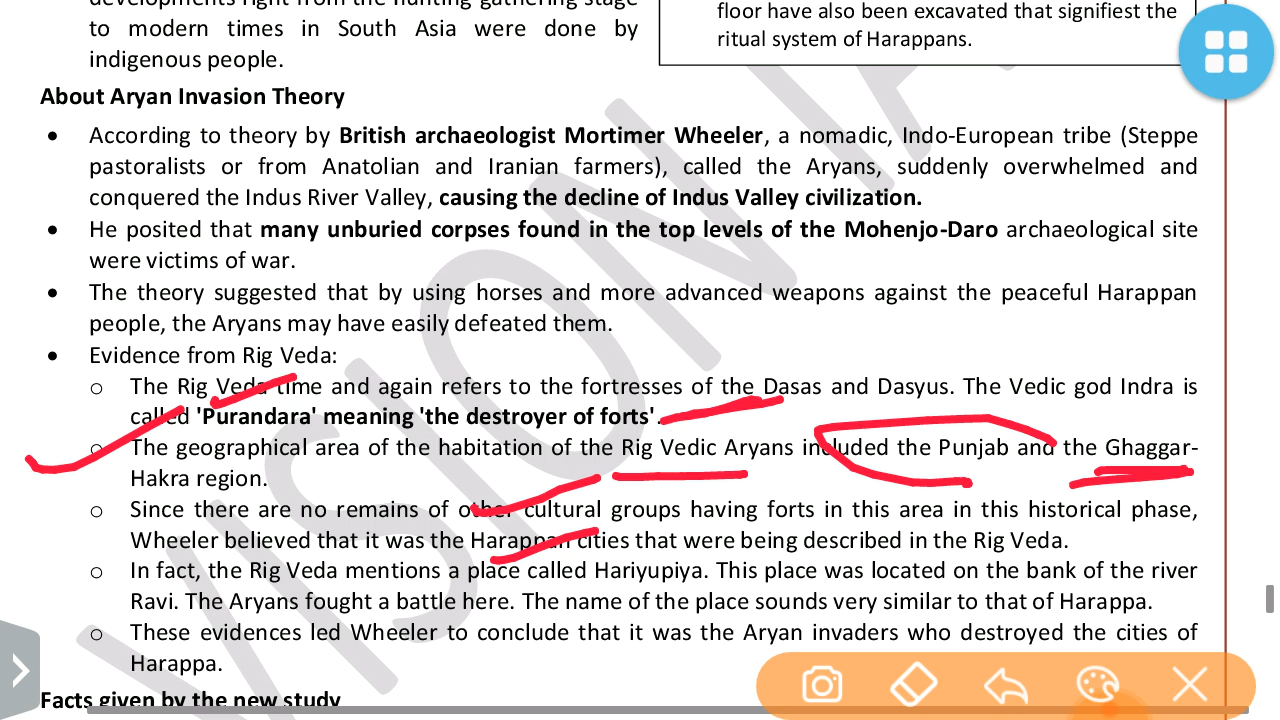 developments right from the hunting gathering stage
to modern times in South Asia were done by
indigenous people.
floor have also been excavated that signifiest the
ritual system of Harappans.
About Aryan Invasion Theory
• According to theory by British archaeologist Mortimer Wheeler, a nomadic, Indo-European tribe (Steppe
pastoralists or from Anatolian and Iranian farmers), called the Aryans, suddenly overwhelmed and
conquered the Indus River Valley, causing the decline of Indus Valley civilization.
• He posited that many unburied corpses found in the top levels of the Mohenjo-Daro archaeological site
were victims of war.
• The theory suggested that by using horses and more advanced weapons against the peaceful Harappan
people, the Aryans may have easily defeated them.
• Evidence from Rig Veda:
o The Rig Veda time and again refers to the fortresses of the Dasas and Dasyus. The Vedic god Indra is
called 'Purandara' meaning 'the destroyer of forts'.
o The geographical area of the habitation of the Rig Vedic Aryans included the Punjab and the Ghaggar-
Hakra region.
o Since there are no remains of other cultural groups having forts in this area in this historical phase,
Wheeler believed that it was the Harappan cities that were being described in the Rig Veda.
o In fact, the Rig Veda mentions a place called Hariyupiya. This place was located on the bank of the river
Ravi. The Aryans fought a battle here. The name of the place sounds very similar to that of Harappa.
o These evidences led Wheeler to conclude that it was the Aryan invaders who destroyed the cities of
Harappa.
Facts given by the new study
VISION IA